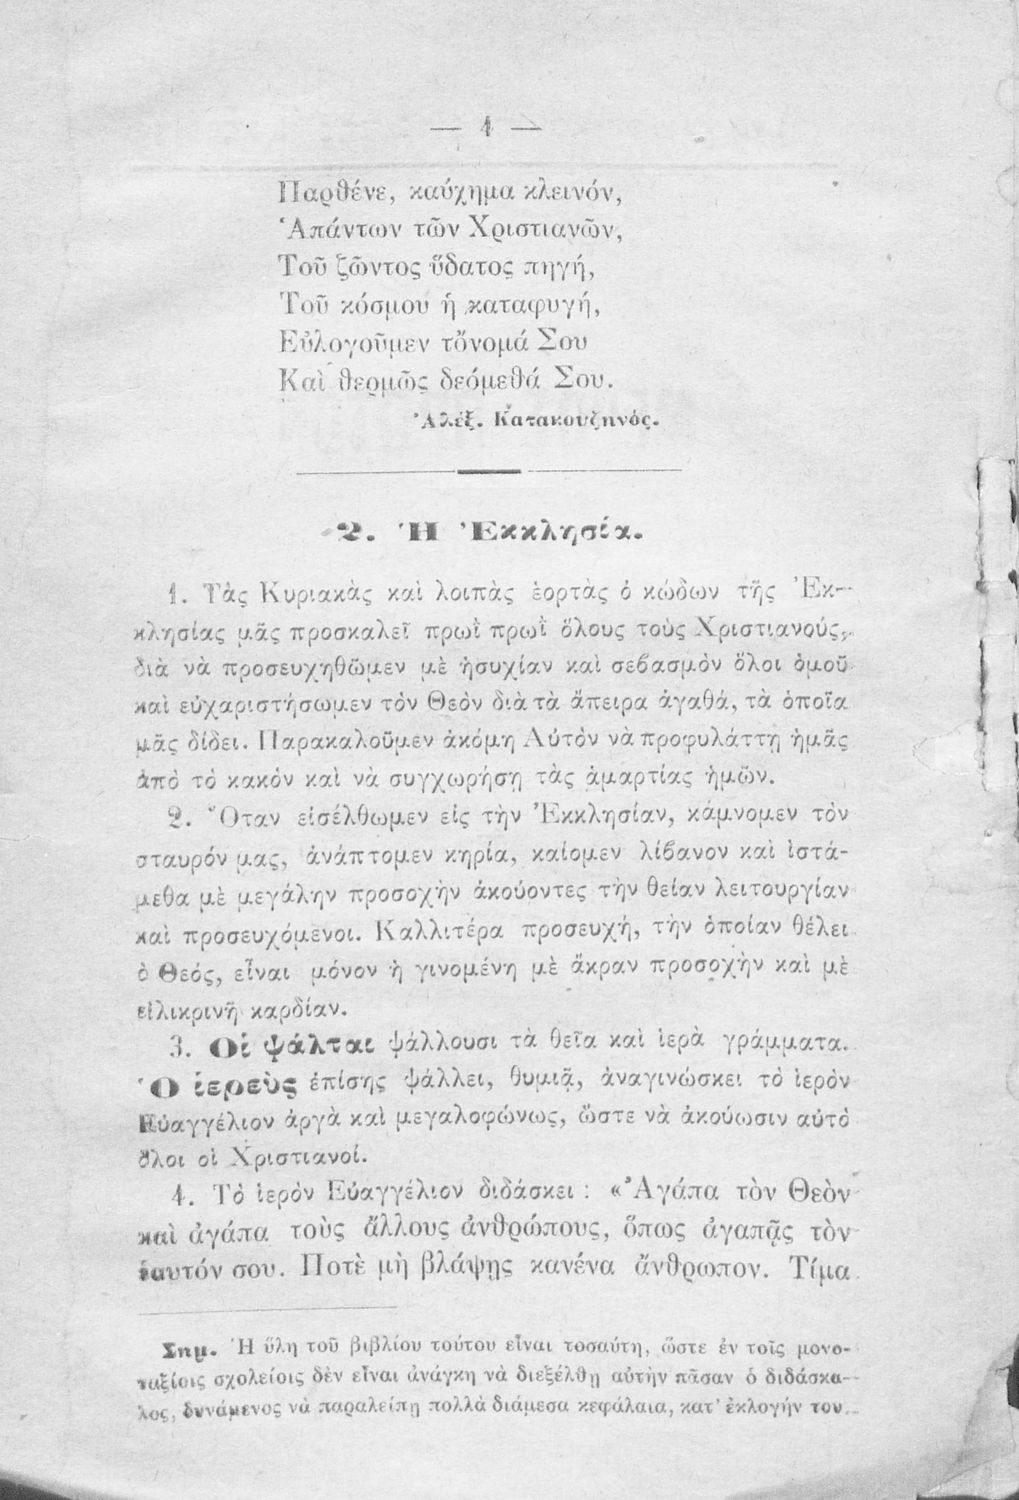 — 4 —
Παρθένε, καύχημα κλεινόν,
Ἁπάντων τῶν Χριστιανῶν,
Τοῦ ζῶντος ὕδατος πηγή,
Τοῦ κόσμου ἡ καταφυγή,
Εὐλογοῦμεν τὄνομά Σου
Καὶ θερμῶς δεόμεθά Σου.
Ἀλέξ. Κατακουζηνός.
2. Ἡ Ἐκκλησία.
1. Τὰς Κυριακὰς καὶ λοιπὰς ἑορτὰς ὁ κώδων τῆς Ἐκ-
κλησίας μᾶς προσκαλεῖ πρωῒ πρωῒ ὅλους τοὺς Χριστιανούς,
διὰ νὰ προσευχηθῶμεν μὲ ἡσυχίαν καὶ σεβασμὸν ὅλοι ὁμοῦ
καὶ εὐχαριστήσωμεν τὸν Θεὸν διὰ τὰ ἄπειρα ἀγαθά, τὰ ὁποῖα
μᾶς δίδει. Παρακαλοῦμεν ἀκόμη Αὐτὸν νὰ προφυλάττῃ ἡμᾶς
ἀπὸ τὸ κακὸν καὶ νὰ συγχωρήσῃ τὰς ἁμαρτίας ἡμῶν.
2. Ὅταν εἰσέλθωμεν εἰς τὴν Ἐκκλησίαν, κάμνομεν τὸν
σταυρόν μας, ἀνάπτομεν κηρία, καίομεν λίβανον καὶ ἱστά-
μεθα μὲ μεγάλην προσοχὴν ἀκούοντες τὴν θείαν λειτουργίαν
καὶ προσευχόμενοι. Καλλιτέρα προσευχή, τὴν ὁποίαν θέλει
ὁ Θεός, εἶναι μόνον ἡ γινομένη μὲ ἄκραν προσοχὴν καὶ μὲ
εἰλικρινῆ καρδίαν.
3. Οἱ ψάλται ψάλλουσι τὰ θεῖα καὶ ἱερὰ γράμματα.
Ὁ ἱερεὺς ἐπίσης ψάλλει, θυμιᾷ, ἀναγινώσκει τὸ ἱερὸν
Εὐαγγέλιον ἀργὰ καὶ μεγαλοφώνως, ὥστε νὰ ἀκούωσιν αὐτὸ
ὅλοι οἱ Χριστιανοί.
4. Τὸ ἱερὸν Εὐαγγέλιον διδάσκει : «Ἀγάπα τὸν Θεὸν
καὶ ἀγάπα τοὺς ἄλλους ἀνθρώπους, ὅπως ἀγαπᾷς τὸν
ἑαυτόν σου. Ποτὲ μὴ βλάψῃς κανένα ἄνθρωπον. Τίμα
Σημ. Ἡ ὕλη τοῦ βιβλίου τούτου εἶναι τοσαύτη, ὥστε ἐν τοῖς μονο-
ταξίοις σχολείοις δὲν εἶναι ἀνάγκη νὰ διεξέλθῃ αὐτὴν πᾶσαν ὁ διδάσκα-
λος, δυνάμενος νὰ παραλείπῃ πολλὰ διάμεσα κεφάλαια, κατ' ἐκλογήν του.